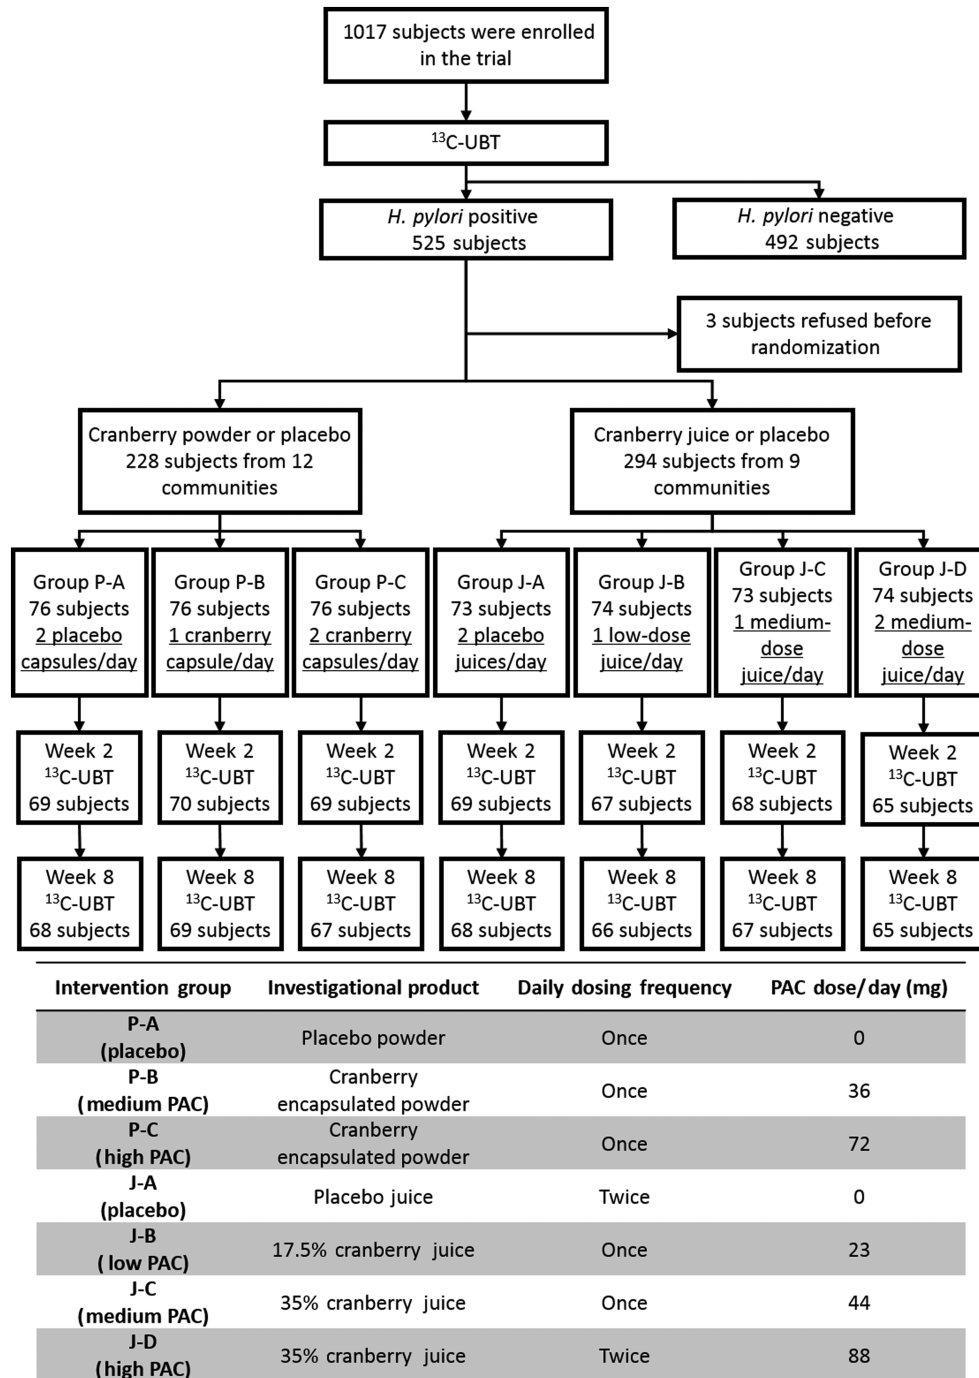 1017 subjects were enrolled
in the trial
¹³C-UBT
H. pylori positive
525 subjects
H. pylori negative
492 subjects
3 subjects refused before
randomization
Cranberry powder or placebo
228 subjects from 12
communities
Cranberry juice or placebo
294 subjects from 9
communities
Group P-A
76 subjects
2 placebo
capsules/day
Group P-B
76 subjects
1 cranberry
capsule/day
Group P-C
76 subjects
2 cranberry
capsules/day
Group J-A
73 subjects
2 placebo
juices/day
Group J-B
74 subjects
1 low-dose
juice/day
Group J-C
73 subjects
1 medium-
dose
juice/day
Group J-D
74 subjects
2 medium-
dose
juice/day
Week 2
¹³C-UBT
69 subjects
Week 2
¹³C-UBT
70 subjects
Week 2
¹³C-UBT
69 subjects
Week 2
¹³C-UBT
69 subjects
Week 2
¹³C-UBT
67 subjects
Week 2
¹³C-UBT
68 subjects
Week 2
¹³C-UBT
65 subjects
Week 8
¹³C-UBT
68 subjects
Week 8
¹³C-UBT
69 subjects
Week 8
¹³C-UBT
67 subjects
Week 8
¹³C-UBT
68 subjects
Week 8
¹³C-UBT
66 subjects
Week 8
¹³C-UBT
67 subjects
Week 8
¹³C-UBT
65 subjects
Intervention group Investigational product Daily dosing frequency PAC dose/day (mg)
P-A
(placebo) Placebo powder Once 0
P-B
(medium PAC) Cranberry
encapsulated powder Once 36
P-C
(high PAC) Cranberry
encapsulated powder Once 72
J-A
(placebo) Placebo juice Twice 0
J-B
(low PAC) 17.5% cranberry juice Once 23
J-C
(medium PAC) 35% cranberry juice Once 44
J-D
(high PAC) 35% cranberry juice Twice 88